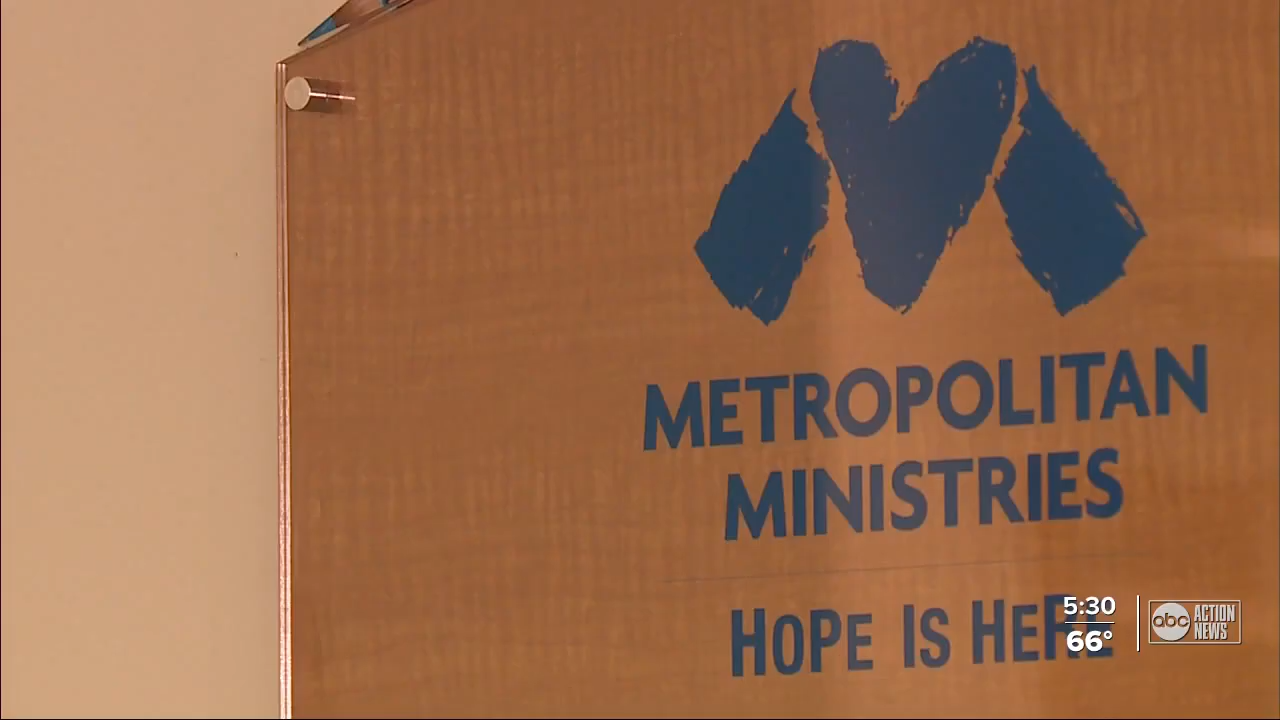 METROPOLITAN
MINISTRIES
HOPE IS HERE
5:30
66°
abc ACTION
NEWS